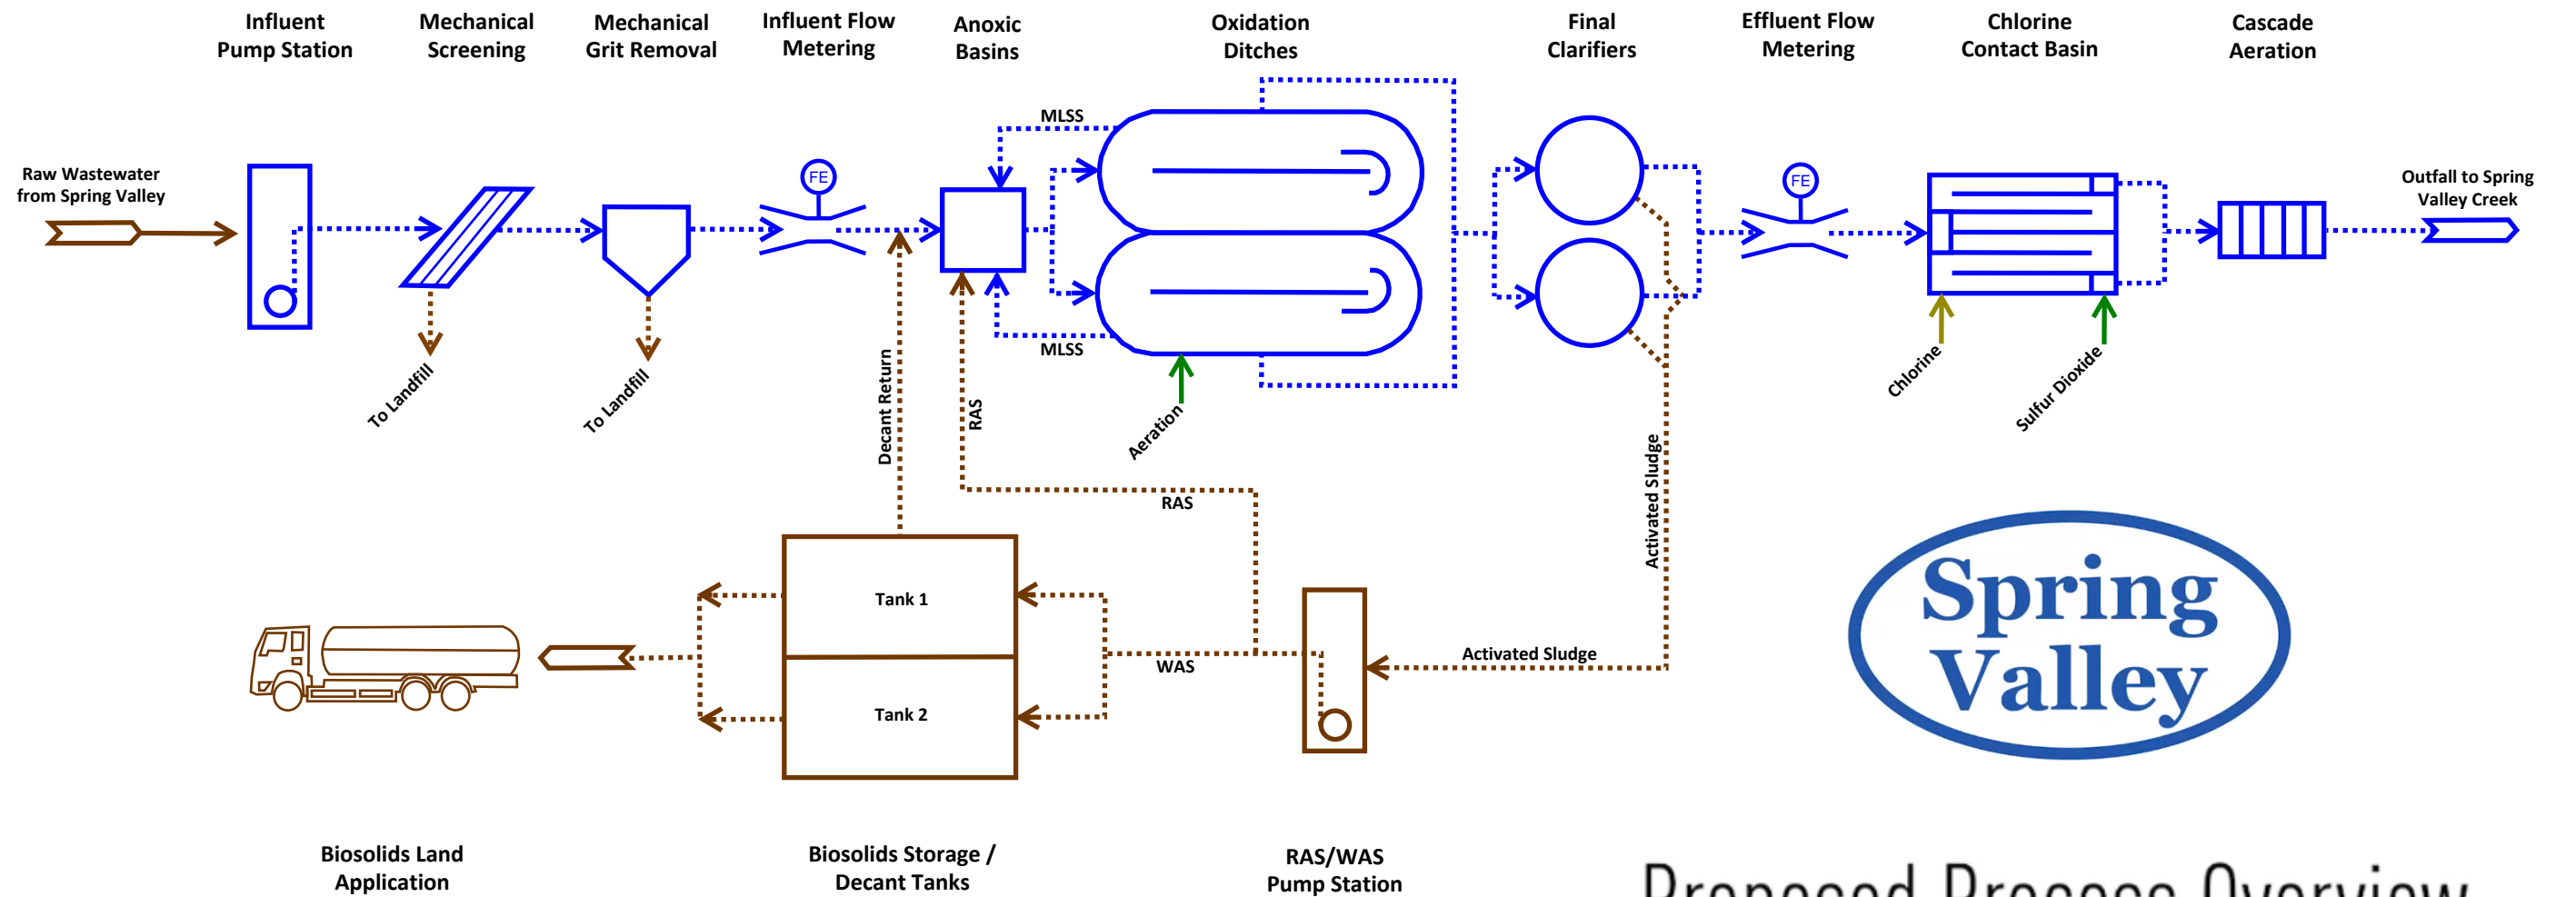 Influent
Pump Station
Mechanical
Screening
Mechanical
Grit Removal
Influent Flow
Metering
Anoxic
Basins
Oxidation
Ditches
Final
Clarifiers
Effluent Flow
Metering
Chlorine
Contact Basin
Cascade
Aeration
Raw Wastewater
from Spring Valley
FE
MLSS
MLSS
FE
Outfall to Spring
Valley Creek
To Landfill
To Landfill
Decant Return
RAS
Aeration
Activated Sludge
Chlorine
Sulfur Dioxide
RAS
Tank 1
Tank 2
WAS
Activated Sludge
Spring
Valley
Biosolids Land
Application
Biosolids Storage /
Decant Tanks
RAS/WAS
Pump Station
Proposed Process Overview